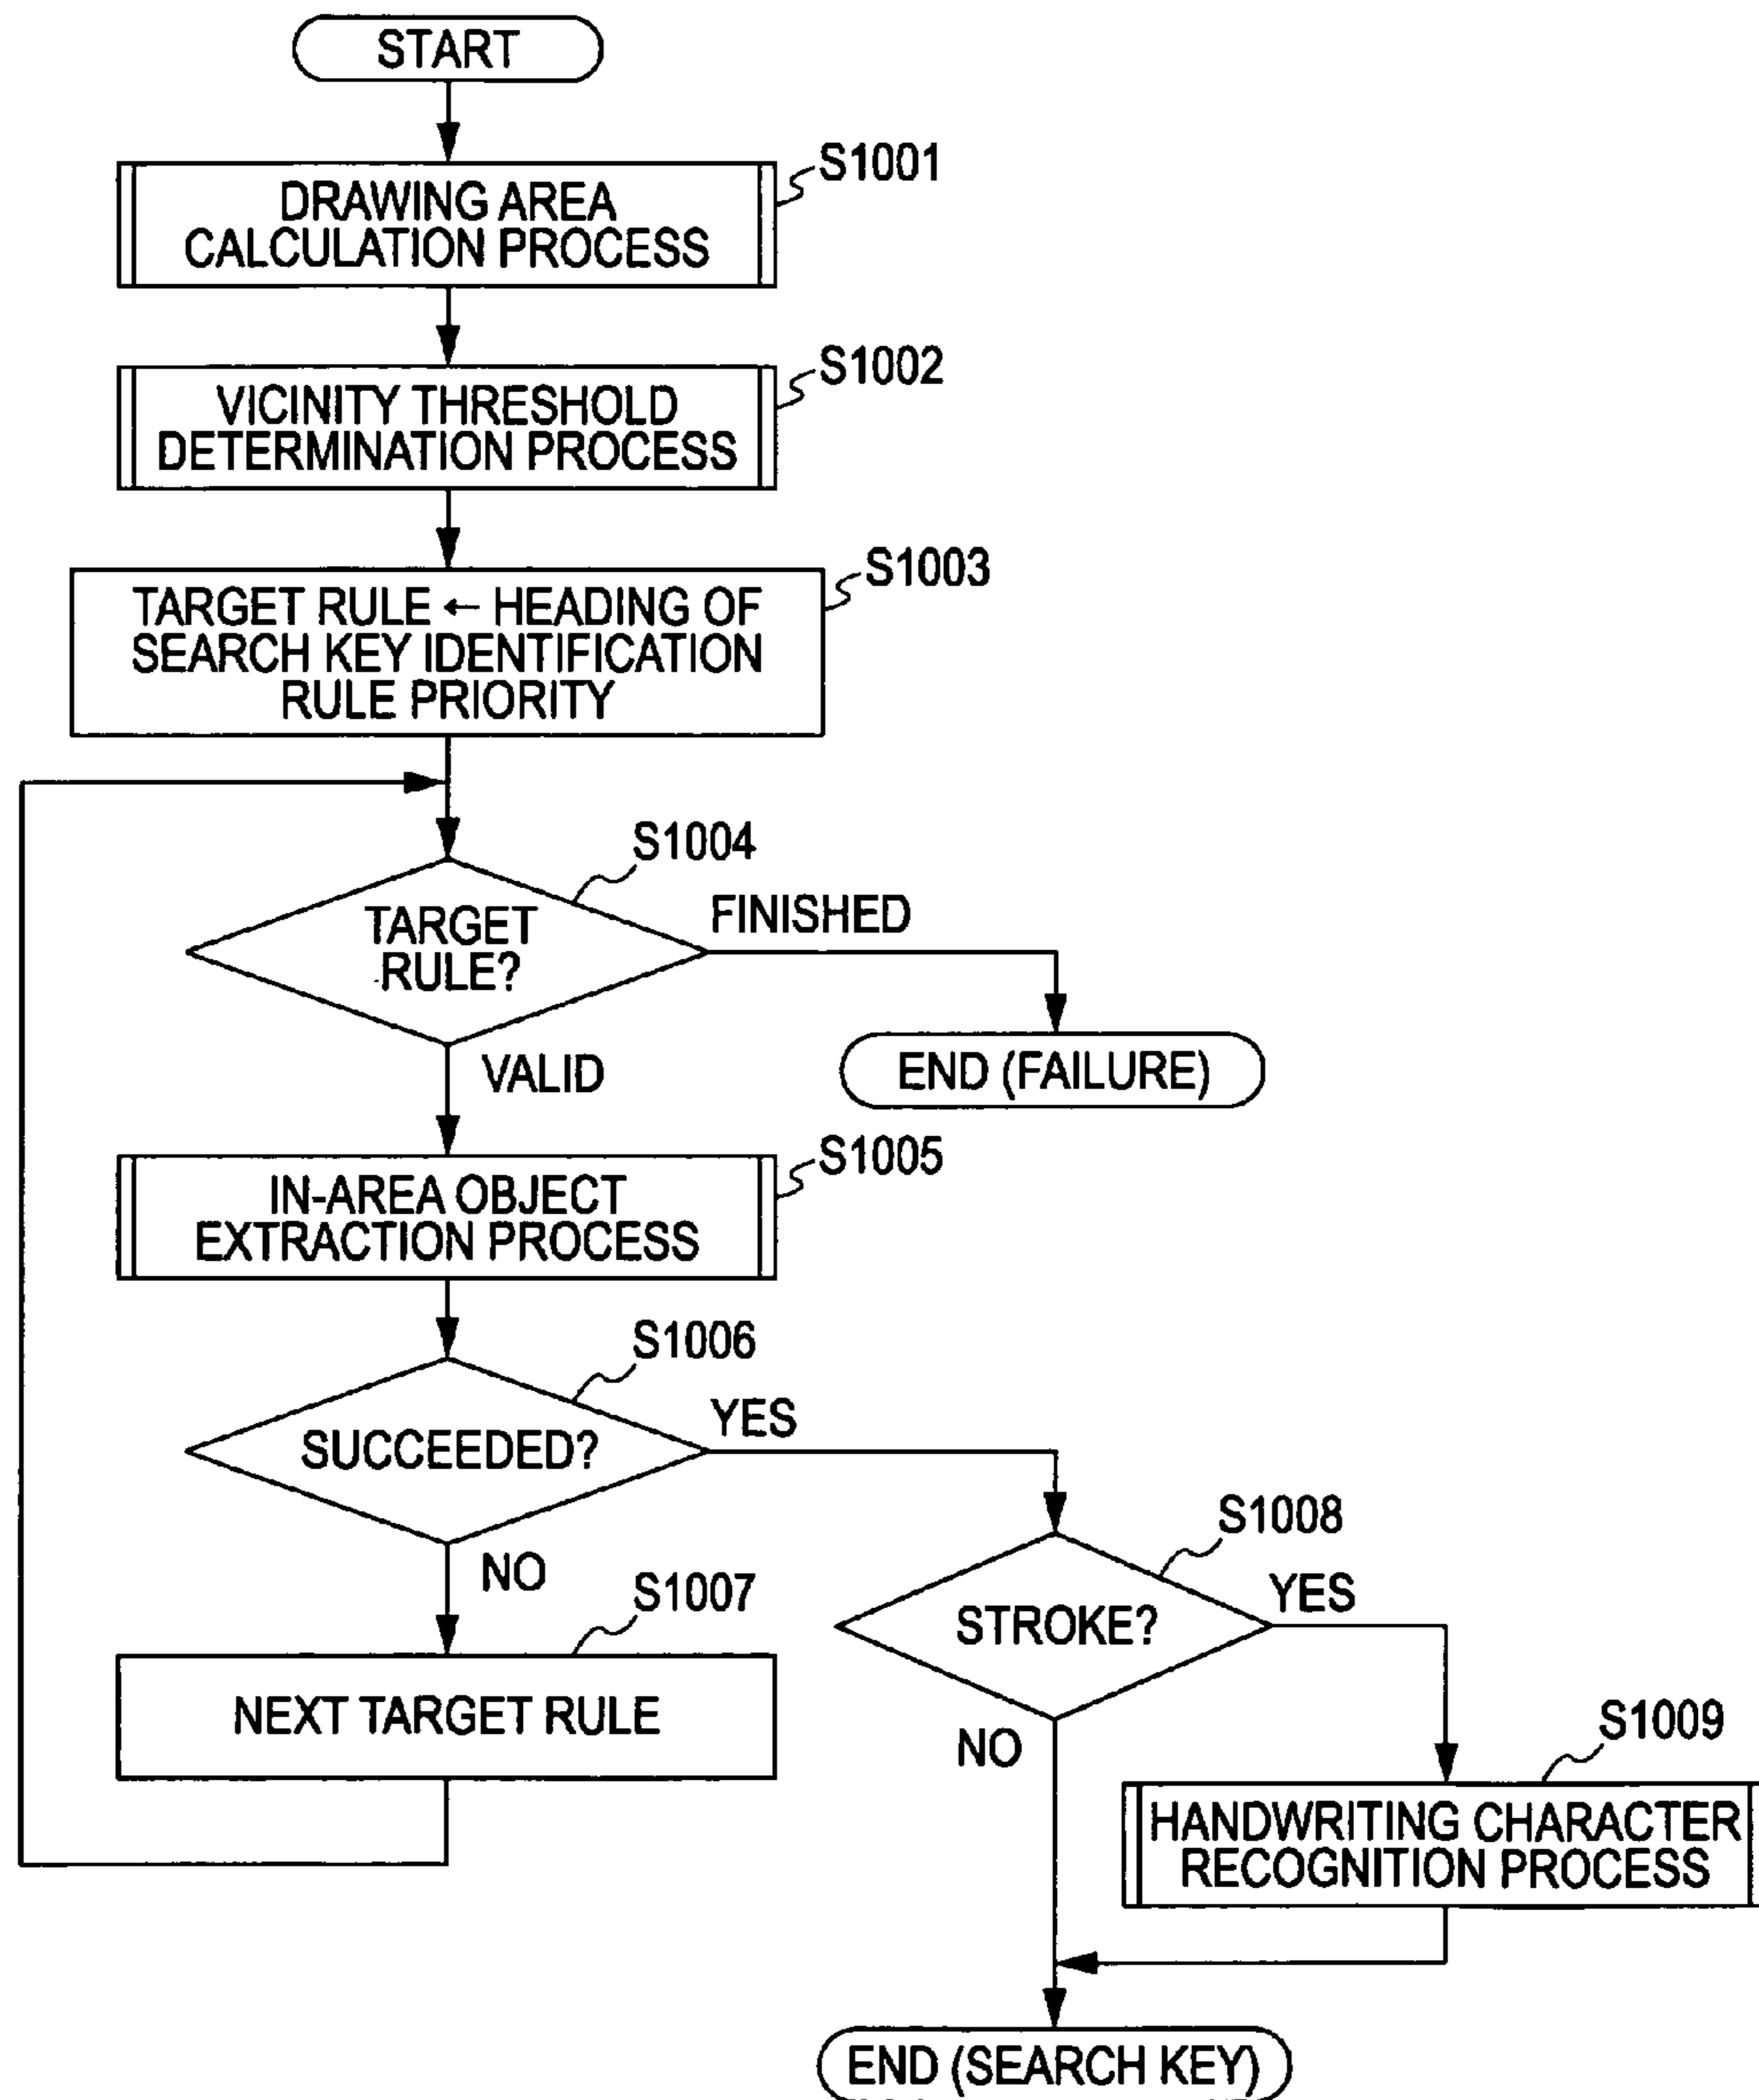 START
S1001
DRAWING AREA
CALCULATION PROCESS
S1002
VICINITY THRESHOLD
DETERMINATION PROCESS
S1003
TARGET RULE ← HEADING OF
SEARCH KEY IDENTIFICATION
RULE PRIORITY
S1004
TARGET
RULE?
FINISHED
END (FAILURE)
VALID
S1005
IN-AREA OBJECT
EXTRACTION PROCESS
S1006
SUCCEEDED?
YES
NO
S1007
NEXT TARGET RULE
S1008
STROKE?
YES
NO
S1009
HANDWRITING CHARACTER
RECOGNITION PROCESS
END (SEARCH KEY)